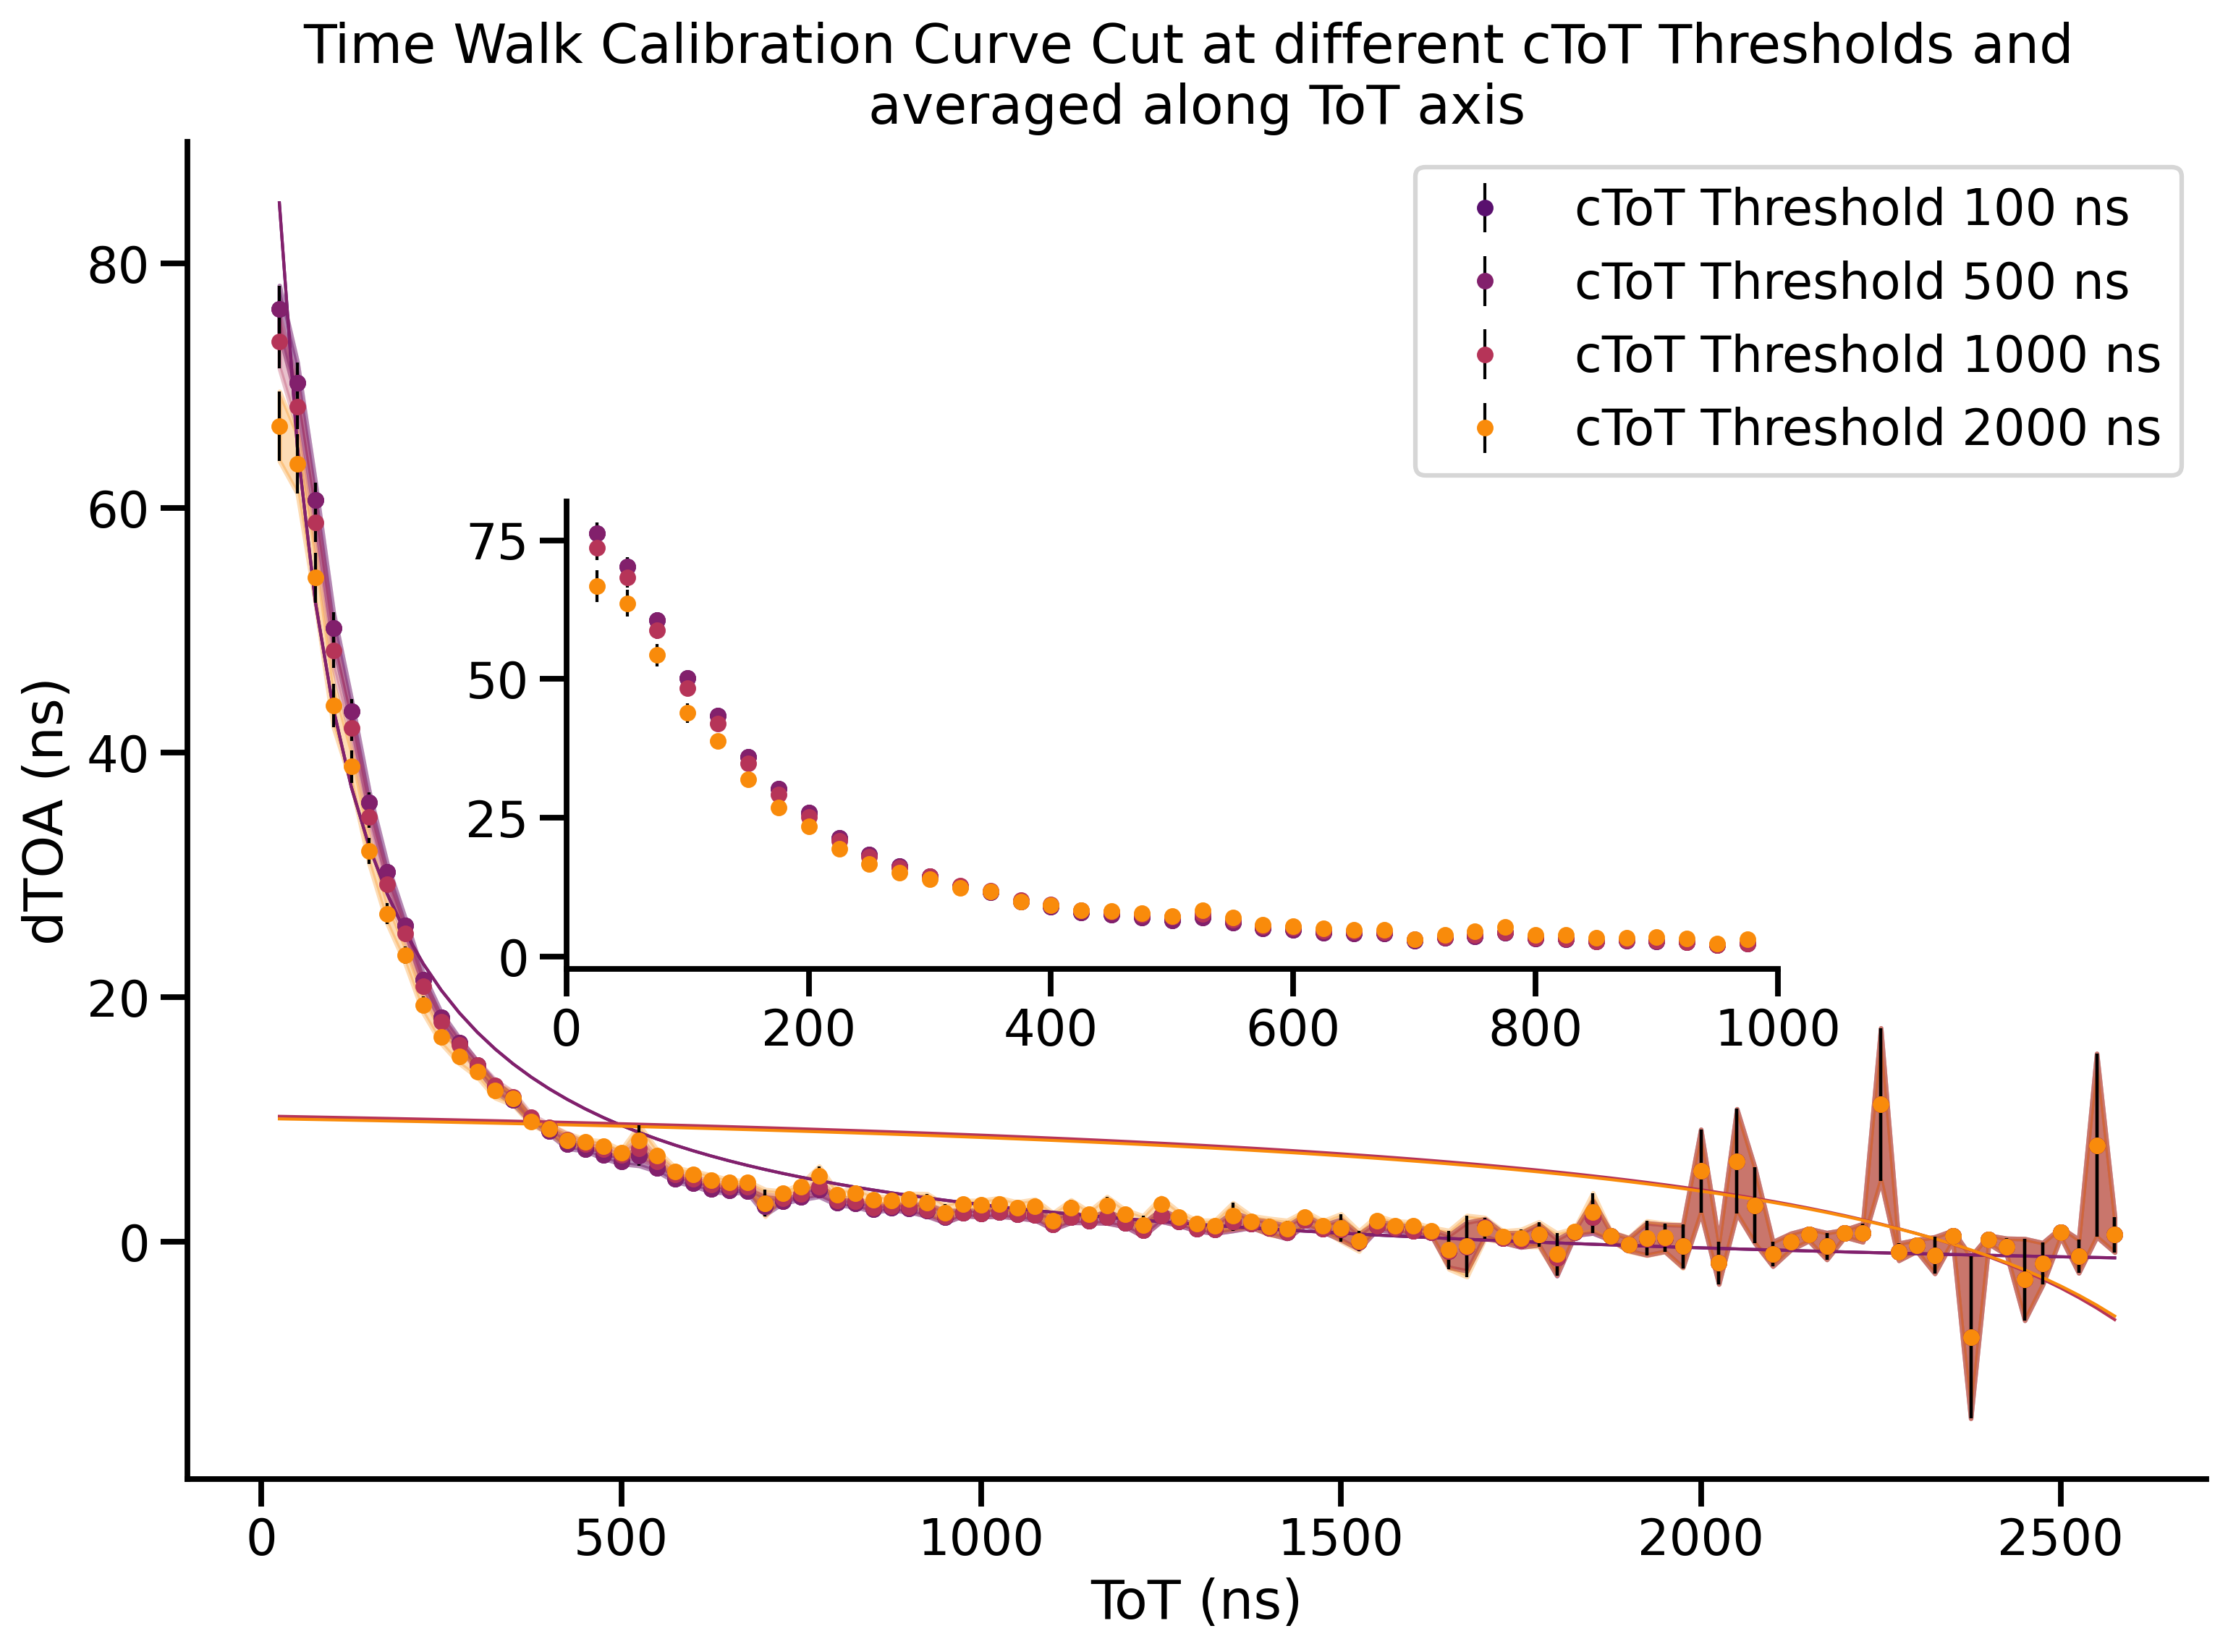 Time Walk Calibration Curve Cut at different cToT Thresholds and
averaged along ToT axis
cToT Threshold 100 ns
cToT Threshold 500 ns
cToT Threshold 1000 ns
cToT Threshold 2000 ns
dTOA (ns)
80
60
40
20
0
75
50
25
0
0 200 400 600 800 1000
0 500 1000 1500 2000 2500
ToT (ns)